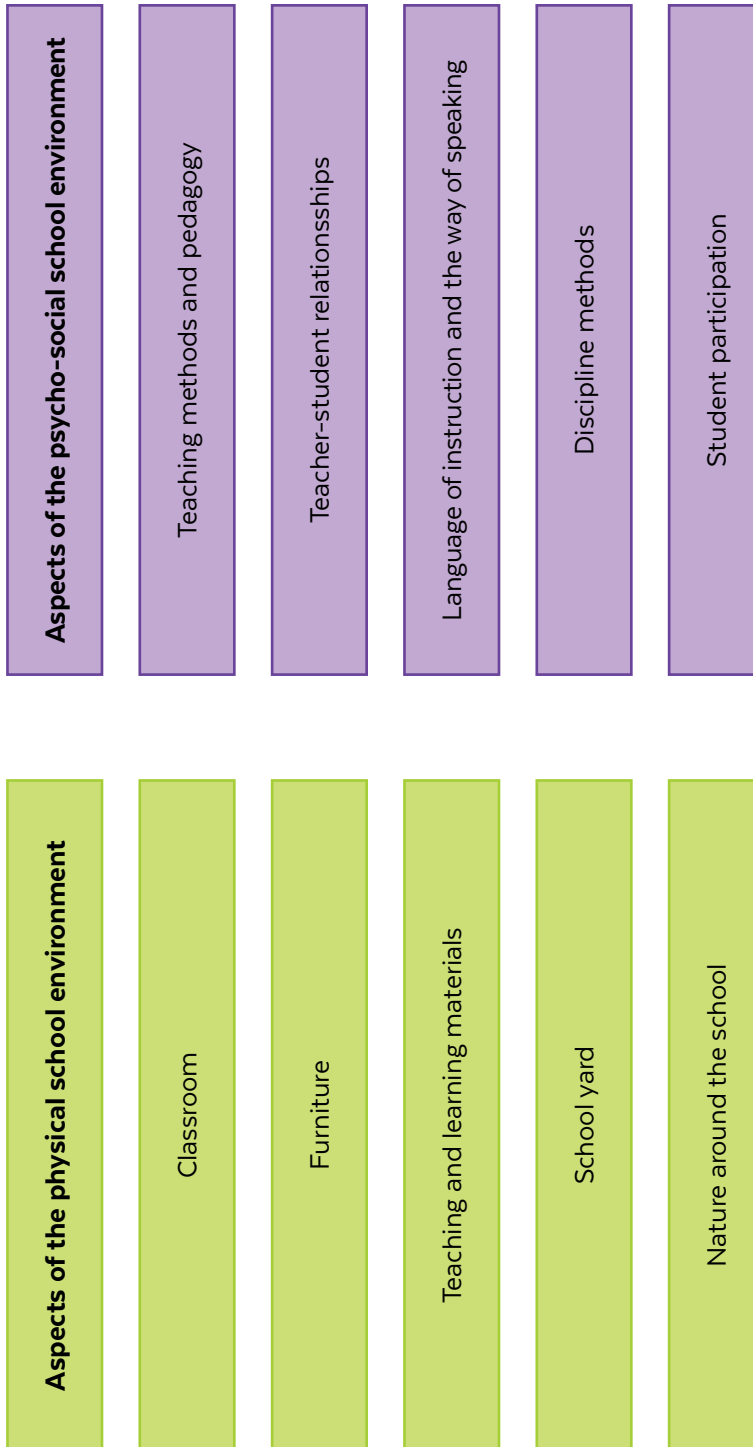 Aspects of the physical school environment
Classroom
Furniture
Teaching and learning materials
School yard
Nature around the school
Aspects of the psycho-social school environment
Teaching methods and pedagogy
Teacher-student relationsships
Language of instruction and the way of speaking
Discipline methods
Student participation